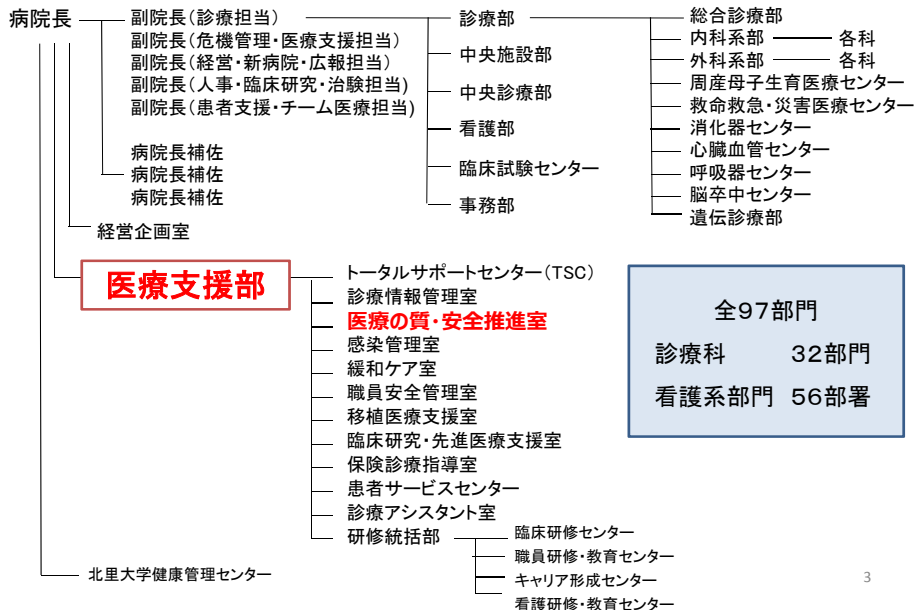 病院長
副院長(診療担当)
副院長(危機管理・医療支援担当)
副院長(経営・新病院・広報担当)
副院長(人事・臨床研究・治験担当)
副院長(患者支援・チーム医療担当)
病院長補佐
病院長補佐
病院長補佐
経営企画室
診療部
中央施設部
中央診療部
看護部
臨床試験センター
事務部
総合診療部
内科系部 各科
外科系部 各科
周産母子生育医療センター
救命救急・災害医療センター
消化器センター
心臓血管センター
呼吸器センター
脳卒中センター
遺伝診療部
医療支援部
トータルサポートセンター(TSC)
診療情報管理室
医療の質・安全推進室
感染管理室
緩和ケア室
職員安全管理室
移植医療支援室
臨床研究・先進医療支援室
保険診療指導室
患者サービスセンター
診療アシスタント室
研修統括部
臨床研修センター
職員研修・教育センター
キャリア形成センター
看護研修・教育センター
全97部門
診療科 32部門
看護系部門 56部署
北里大学健康管理センター
3